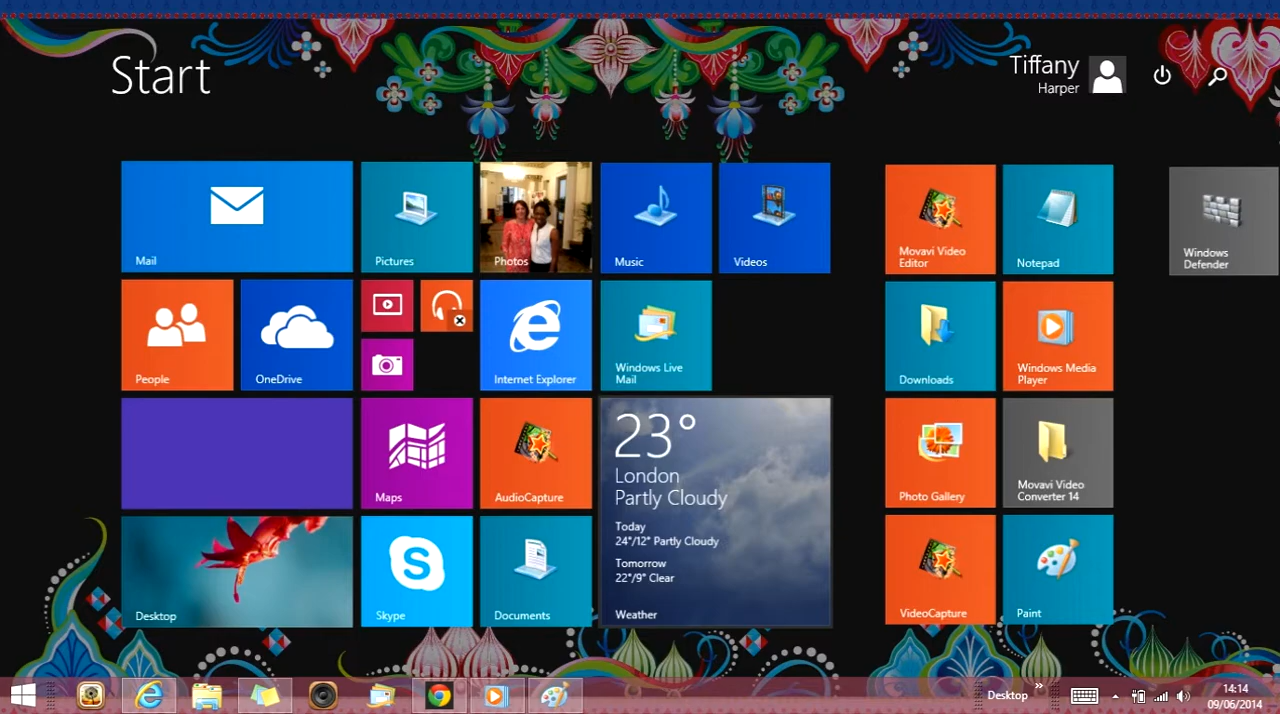 Start
Tiffany
Harper
Mail
Pictures
Photos
Music
Videos
Movavi Video
Editor
Notepad
Windows
Defender
People
OneDrive
Internet Explorer
Windows Live
Mail
Downloads
Windows Media
Player
Maps
AudioCapture
23°
London
Partly Cloudy
Today
24°/12° Partly Cloudy
Tomorrow
22°/9° Clear
Weather
Photo Gallery
Movavi Video
Converter 14
Desktop
Skype
Documents
VideoCapture
Paint
Desktop
14:14
09/06/2014